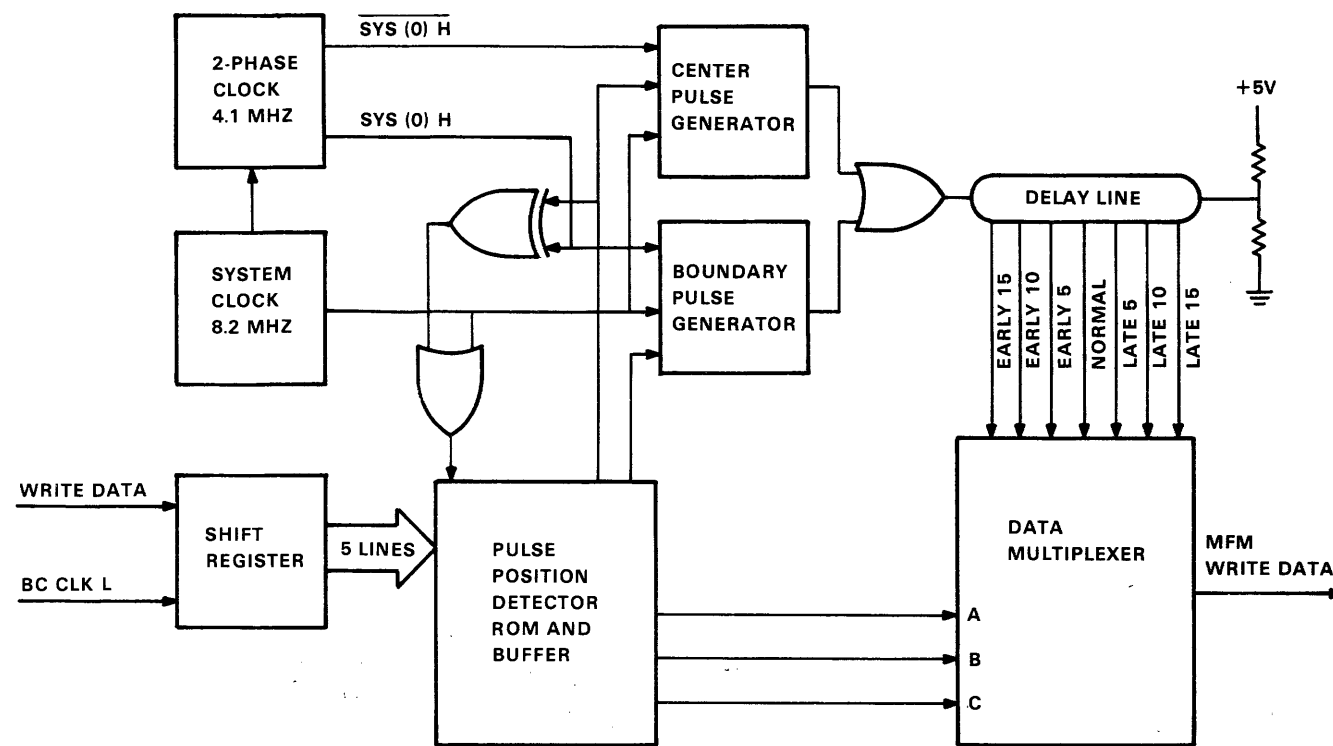 2-PHASE
CLOCK
4.1 MHZ
SYS (0) H
SYS (0) H
CENTER
PULSE
GENERATOR
+5V
DELAY LINE
SYSTEM
CLOCK
8.2 MHZ
BOUNDARY
PULSE
GENERATOR
EARLY 15
EARLY 10
EARLY 5
NORMAL
LATE 5
LATE 10
LATE 15
WRITE DATA
BC CLK L
SHIFT
REGISTER
5 LINES
PULSE
POSITION
DETECTOR
ROM AND
BUFFER
DATA
MULTIPLEXER
A
B
C
MFM
WRITE DATA